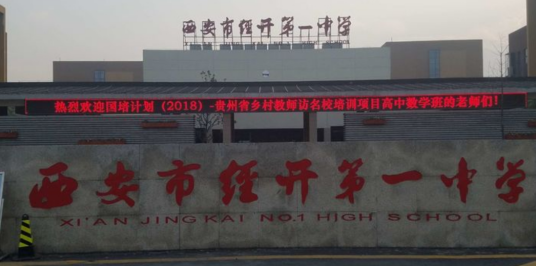 西安市经开第一中学
热烈欢迎国培计划（2018）-贵州省乡村教师访名校培训项目高中数学班的老师们！
西安市经开第一中学
XI'AN JINGKAI NO.1 HIGH SCHOOL